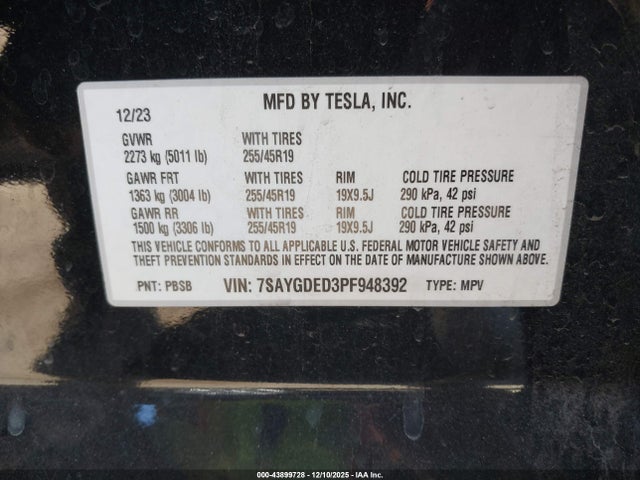 MFD BY TESLA, INC.
12/23
GVWR WITH TIRES
2273 kg (5011 lb) 255/45R19
GAWR FRT WITH TIRES RIM COLD TIRE PRESSURE
1363 kg (3004 lb) 255/45R19 19X9.5J 290 kPa, 42 psi
GAWR RR WITH TIRES RIM COLD TIRE PRESSURE
1500 kg (3306 lb) 255/45R19 19X9.5J 290 kPa, 42 psi
THIS VEHICLE CONFORMS TO ALL APPLICABLE U.S. FEDERAL MOTOR VEHICLE SAFETY AND
THEFT PREVENTION STANDARDS IN EFFECT ON THE DATE OF MANUFACTURE SHOWN ABOVE.
PNT: PBSB VIN: 7SAYGDED3PF948392 TYPE: MPV
000-43899728 - 12/10/2025 - IAA Inc.